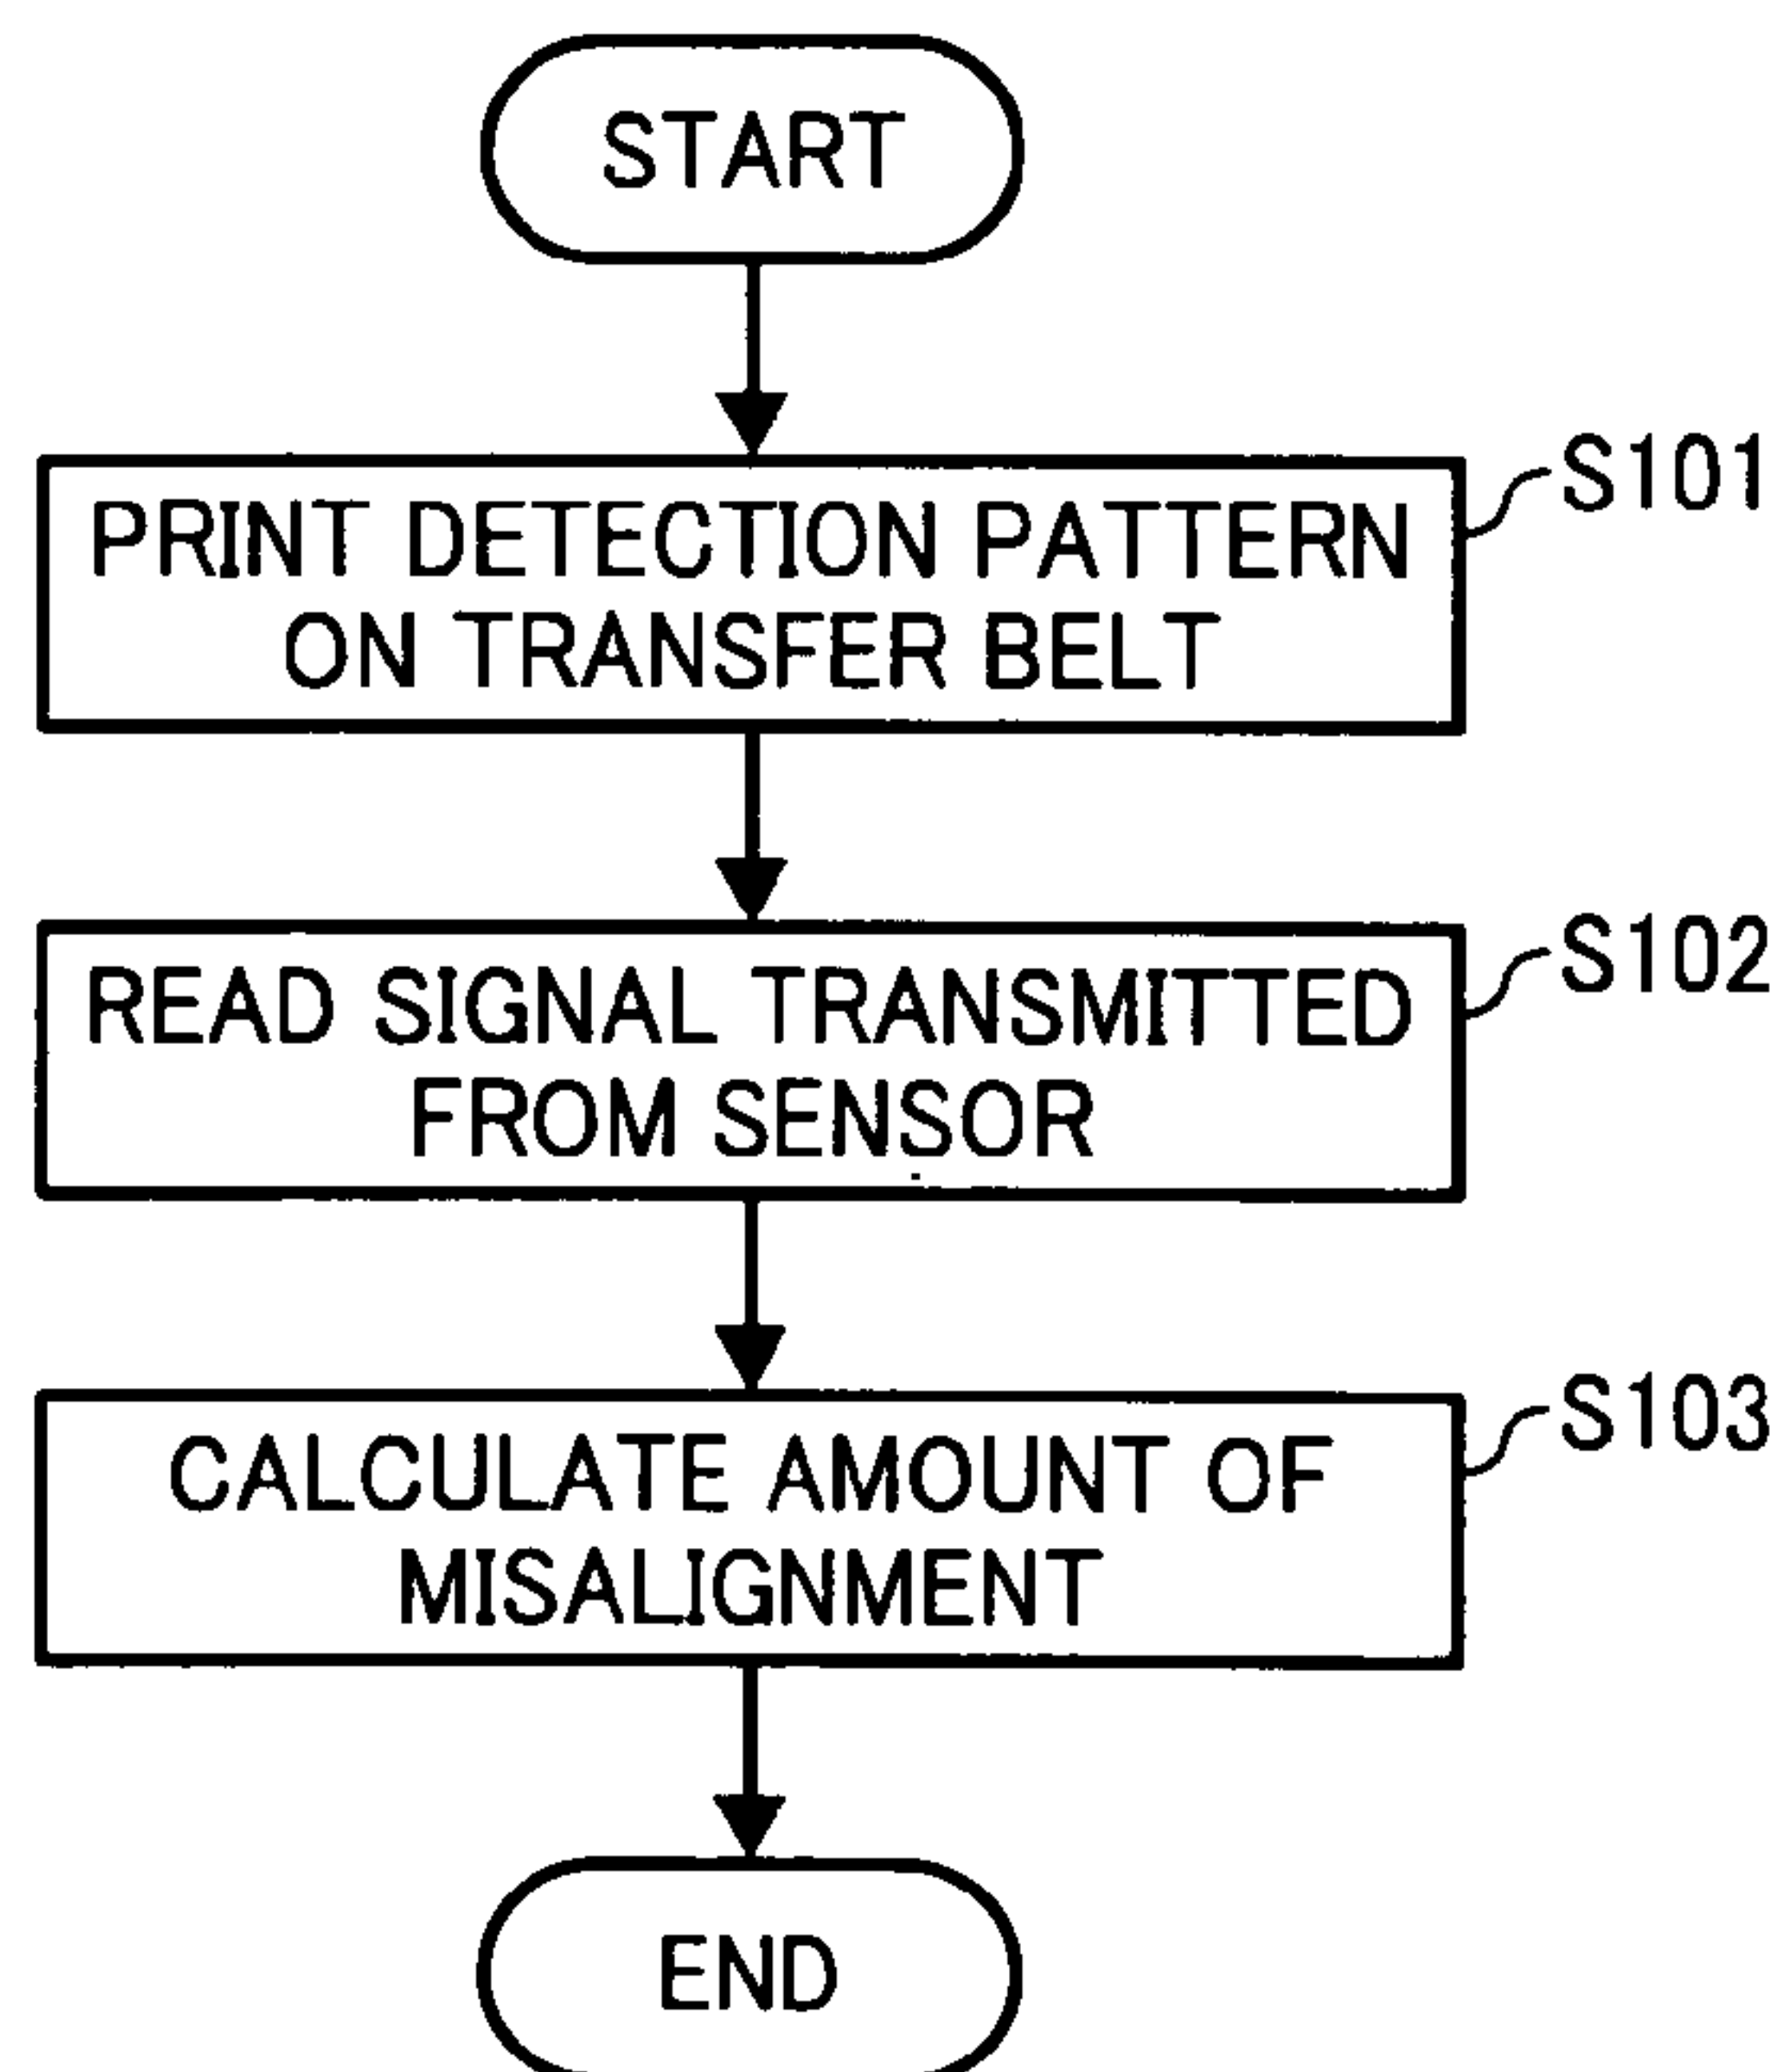 START
S101
PRINT DETECTION PATTERN
ON TRANSFER BELT
S102
READ SIGNAL TRANSMITTED
FROM SENSOR
S103
CALCULATE AMOUNT OF
MISALIGNMENT
END